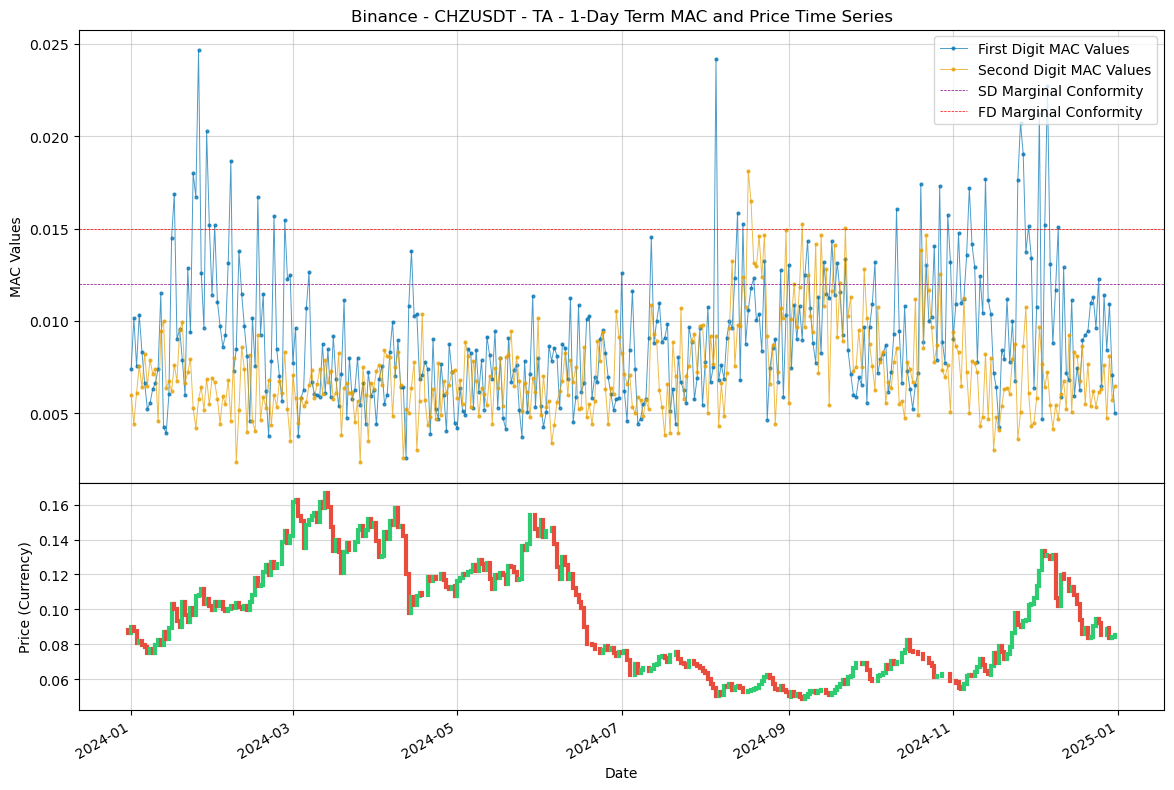 Binance - CHZUSDT - TA - 1-Day Term MAC and Price Time Series
First Digit MAC Values
Second Digit MAC Values
SD Marginal Conformity
FD Marginal Conformity
MAC Values
0.025
0.020
0.015
0.010
0.005
Price (Currency)
0.16
0.14
0.12
0.10
0.08
0.06
2024-01
2024-03
2024-05
2024-07
2024-09
2024-11
2025-01
Date